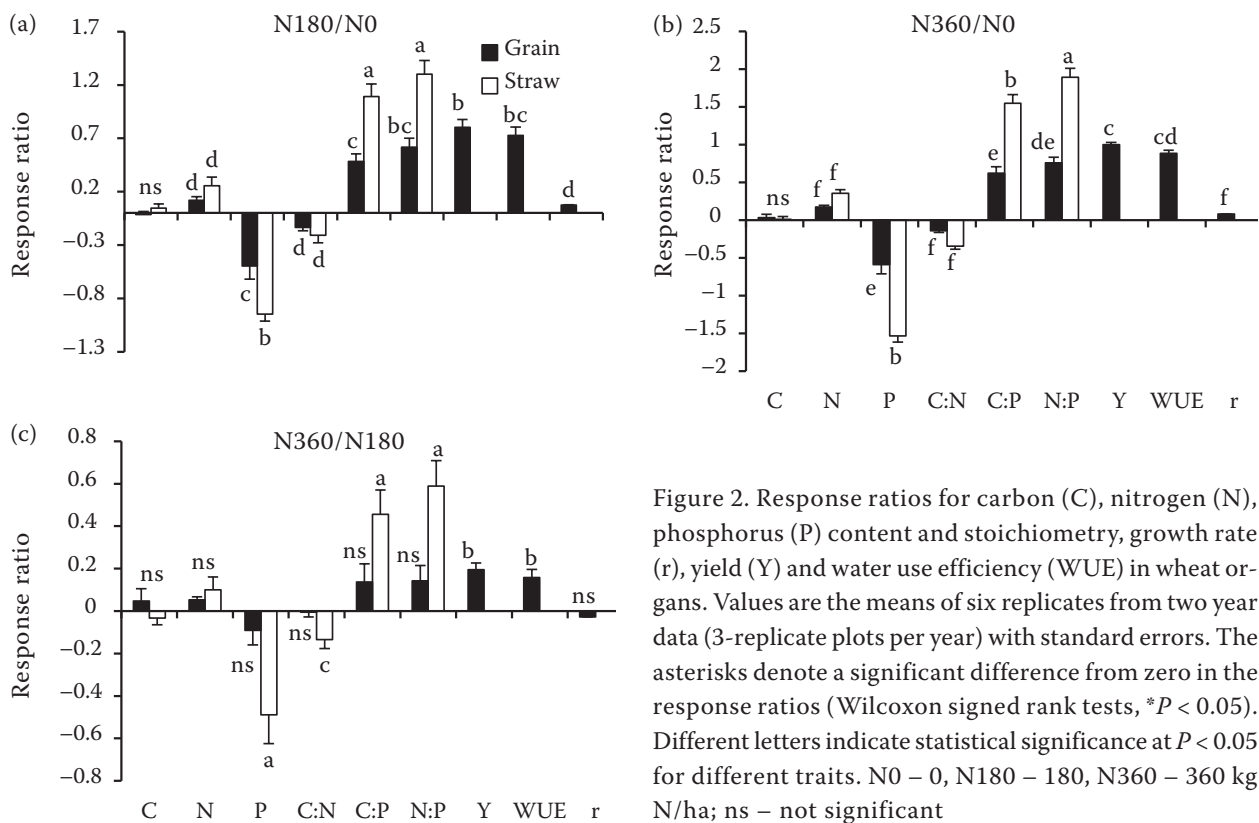 (a)
N180/N0
1.7
1.2
0.7
0.2
−0.3
−0.8
−1.3
Response ratio
Grain
Straw
ns
d
d
c
b
d
d
c
a
bc
a
b
bc
d
(b)
N360/N0
2.5
2
1.5
1
0.5
0
−0.5
−1
−1.5
−2
Response ratio
ns
f
f
e
b
f
f
e
b
de
a
c
cd
f
C N P C:N C:P N:P Y WUE r
(c)
N360/N180
0.8
0.6
0.4
0.2
0
−0.2
−0.4
−0.6
−0.8
Response ratio
ns
ns
ns
a
ns
c
ns
a
ns
a
b
b
ns
C N P C:N C:P N:P Y WUE r
Figure 2. Response ratios for carbon (C), nitrogen (N),
phosphorus (P) content and stoichiometry, growth rate
(r), yield (Y) and water use efficiency (WUE) in wheat or-
gans. Values are the means of six replicates from two year
data (3-replicate plots per year) with standard errors. The
asterisks denote a significant difference from zero in the
response ratios (Wilcoxon signed rank tests, *P < 0.05).
Different letters indicate statistical significance at P < 0.05
for different traits. N0 – 0, N180 – 180, N360 – 360 kg
N/ha; ns – not significant